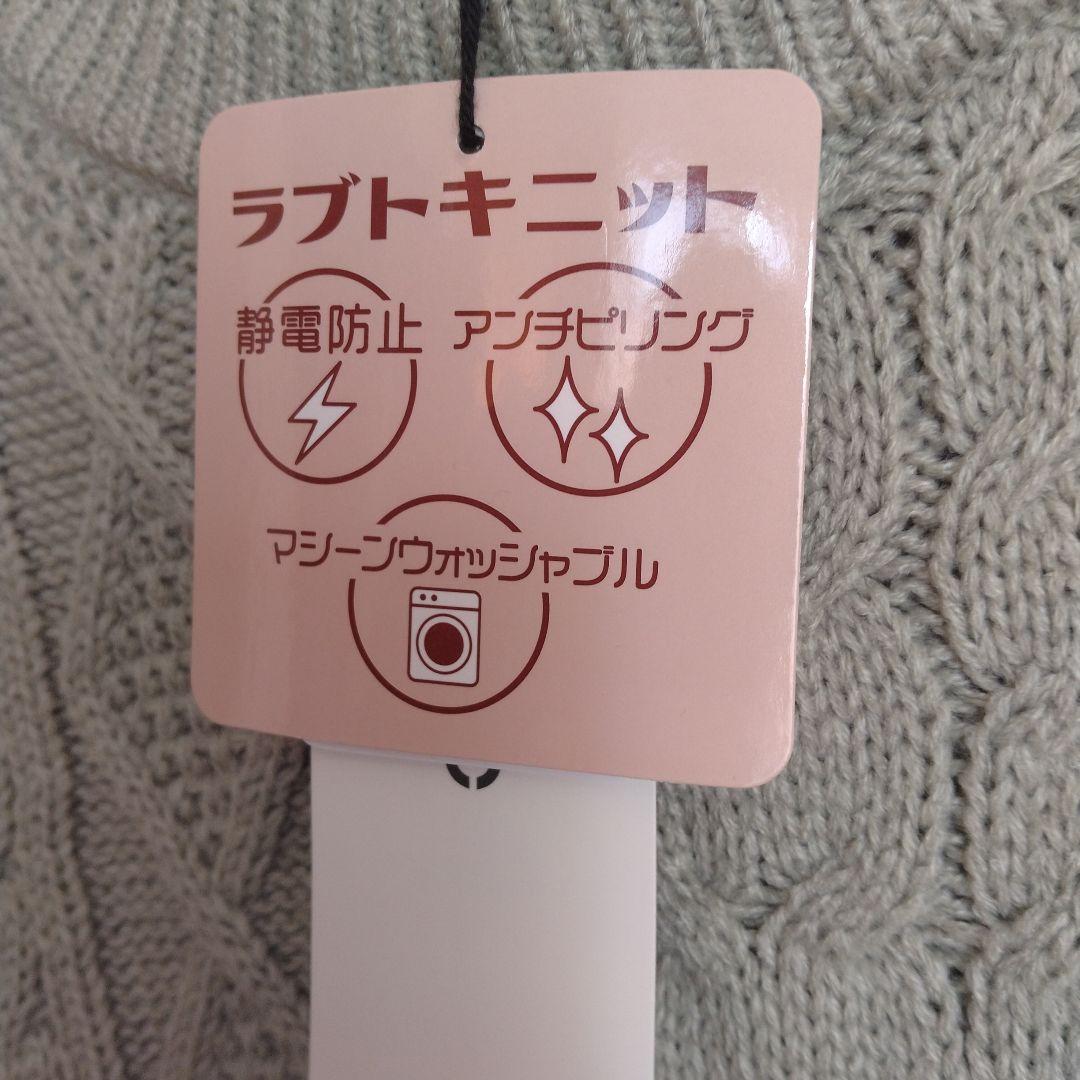 ラブトキニット
静電防止 アンチピリング
マシーンウォッシャブル